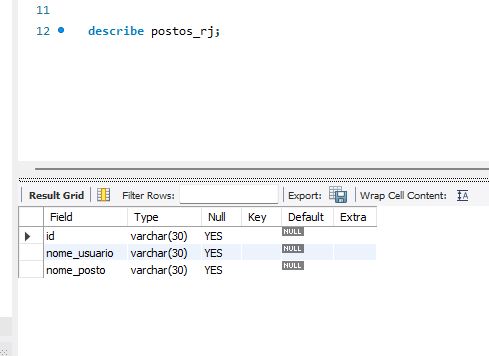 11
12 describe postos_rj;
Result Grid Filter Rows: Export: Wrap Cell Content: IA
Field Type Null Key Default Extra
id varchar(30) YES NULL
nome_usuario varchar(30) YES NULL
nome_posto varchar(30) YES NULL